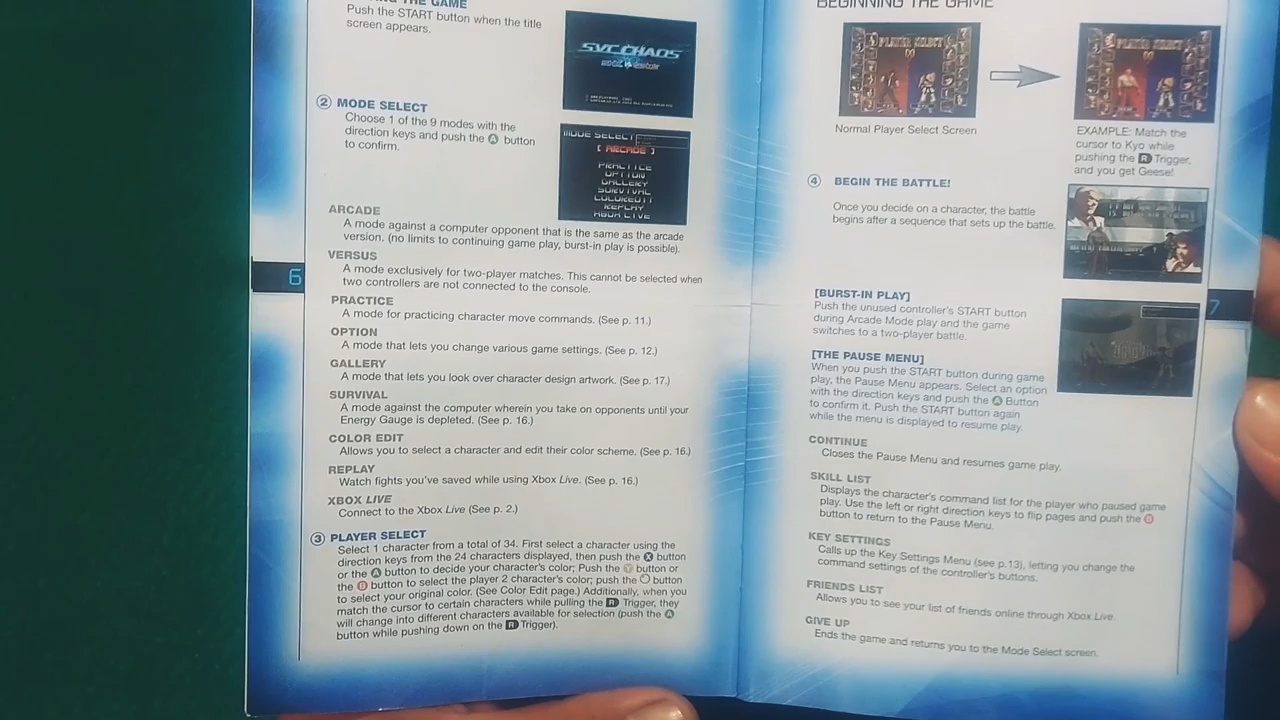 THE GAME
Push the START button when the title
screen appears.
SVC CHAOS
② MODE SELECT
Choose 1 of the 9 modes with the
direction keys and push the A button
to confirm.
MODE SELECT
[ ARCADE ]
PRACTICE
OPTION
GALLERY
SURVIVAL
COLOR EDIT
REPLAY
XBOX LIVE
ARCADE
A mode against a computer opponent that is the same as the arcade
version. (no limits to continuing game play, burst-in play is possible).
VERSUS
A mode exclusively for two-player matches. This cannot be selected when
two controllers are not connected to the console.
PRACTICE
A mode for practicing character move commands. (See p. 11.)
OPTION
A mode that lets you change various game settings. (See p. 12.)
GALLERY
A mode that lets you look over character design artwork. (See p. 17.)
SURVIVAL
A mode against the computer wherein you take on opponents until your
Energy Gauge is depleted. (See p. 16.)
COLOR EDIT
Allows you to select a character and edit their color scheme. (See p. 16.)
REPLAY
Watch fights you've saved while using Xbox Live. (See p. 16.)
XBOX LIVE
Connect to the Xbox Live (See p. 2.)
③ PLAYER SELECT
Select 1 character from a total of 34. First select a character using the
direction keys from the 24 characters displayed, then push the X button
or the A button to decide your character's color; Push the Y button or
the B button to select the player 2 character's color; push the button
to select your original color. (See Color Edit page.) Additionally, when you
match the cursor to certain characters while pulling the R Trigger, they
will change into different characters available for selection (push the A
button while pushing down on the R Trigger).
6
BEGINNING THE GAME
PLAYER SELECT
PLAYER SELECT
Normal Player Select Screen
EXAMPLE: Match the
cursor to Kyo while
pushing the R Trigger,
and you get Geese!
④ BEGIN THE BATTLE!
Once you decide on a character, the battle
begins after a sequence that sets up the battle.
[BURST-IN PLAY]
Push the unused controller's START button
during Arcade Mode play and the game
switches to a two-player battle.
[THE PAUSE MENU]
When you push the START button during game
play, the Pause Menu appears. Select an option
with the direction keys and push the A Button
to confirm it. Push the START button again
while the menu is displayed to resume play.
CONTINUE
Closes the Pause Menu and resumes game play.
SKILL LIST
Displays the character's command list for the player who paused game
play. Use the left or right direction keys to flip pages and push the B
button to return to the Pause Menu.
KEY SETTINGS
Calls up the Key Settings Menu (see p.13), letting you change the
command settings of the controller's buttons.
FRIENDS LIST
Allows you to see your list of friends online through Xbox Live.
GIVE UP
Ends the game and returns you to the Mode Select screen.
7